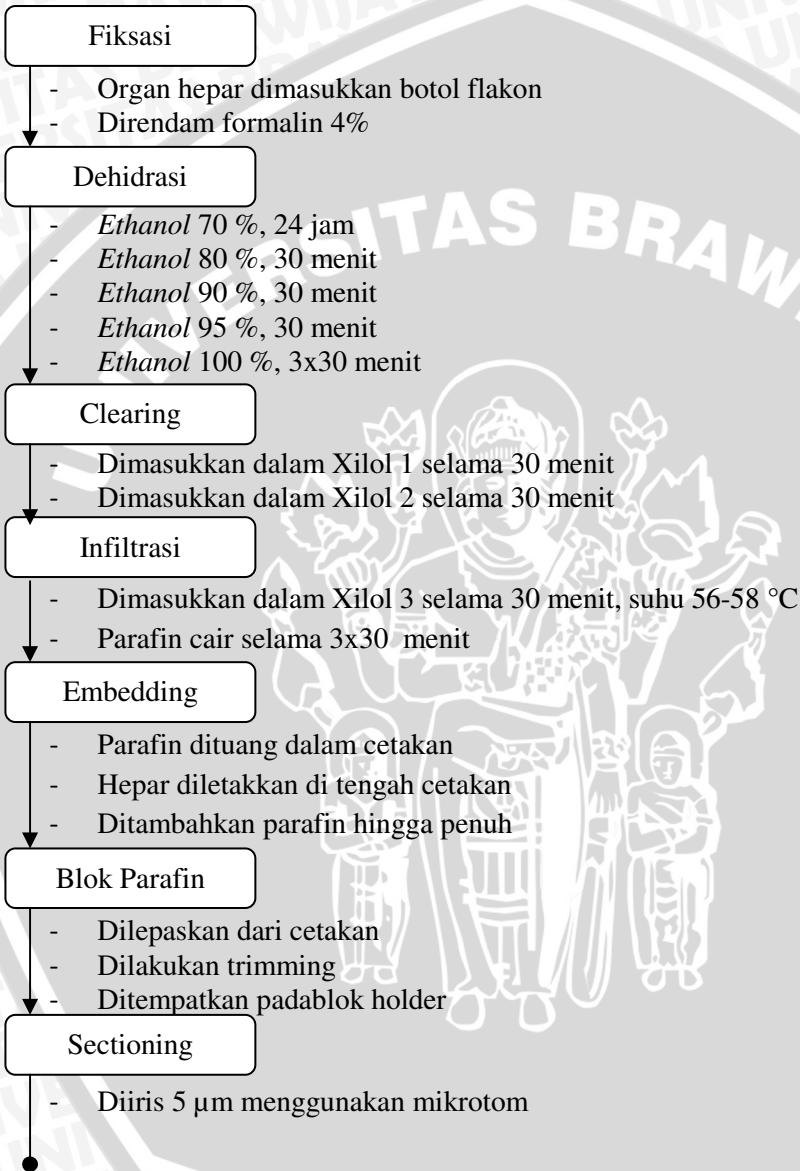 Fiksasi
- Organ hepar dimasukkan botol flakon
- Direndam formalin 4%
Dehidrasi
- Ethanol 70 %, 24 jam
- Ethanol 80 %, 30 menit
- Ethanol 90 %, 30 menit
- Ethanol 95 %, 30 menit
- Ethanol 100 %, 3x30 menit
Clearing
- Dimasukkan dalam Xilol 1 selama 30 menit
- Dimasukkan dalam Xilol 2 selama 30 menit
Infiltrasi
- Dimasukkan dalam Xilol 3 selama 30 menit, suhu 56-58 °C
- Parafin cair selama 3x30 menit
Embedding
- Parafin dituang dalam cetakan
- Hepar diletakkan di tengah cetakan
- Ditambahkan parafin hingga penuh
Blok Parafin
- Dilepaskan dari cetakan
- Dilakukan trimming
- Ditempatkan padablok holder
Sectioning
- Diiris 5 µm menggunakan mikrotom
UNIVERSITAS BRAW